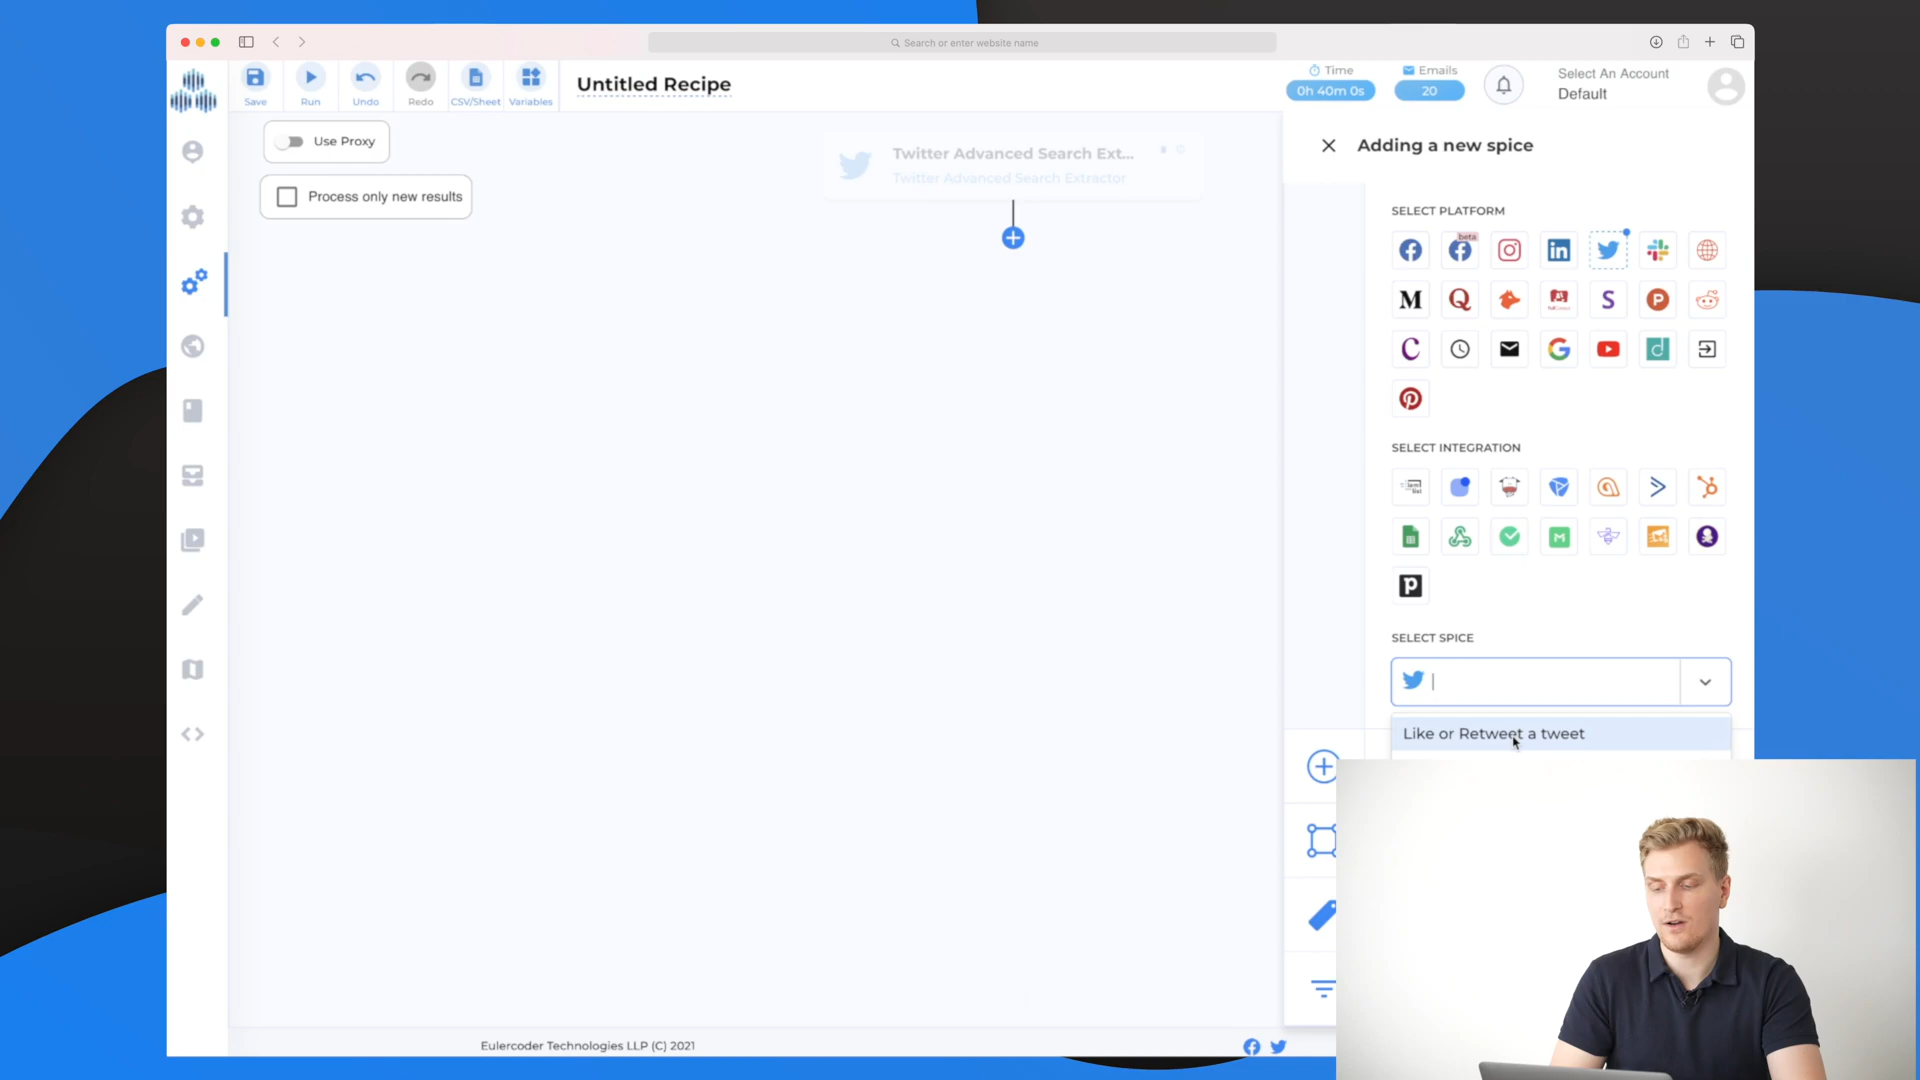 Search or enter website name
Save
Run
Undo
Redo
CSV/Sheet
Variables
Untitled Recipe
Time
0h 40m 0s
Emails
20
Select An Account
Default
Use Proxy
Process only new results
Twitter Advanced Search Ext...
Twitter Advanced Search Extractor
Adding a new spice
SELECT PLATFORM
beta
M
Q
S
P
C
G
d
SELECT INTEGRATION
M
p
SELECT SPICE
Like or Retweet a tweet
Eulercoder Technologies LLP (C) 2021